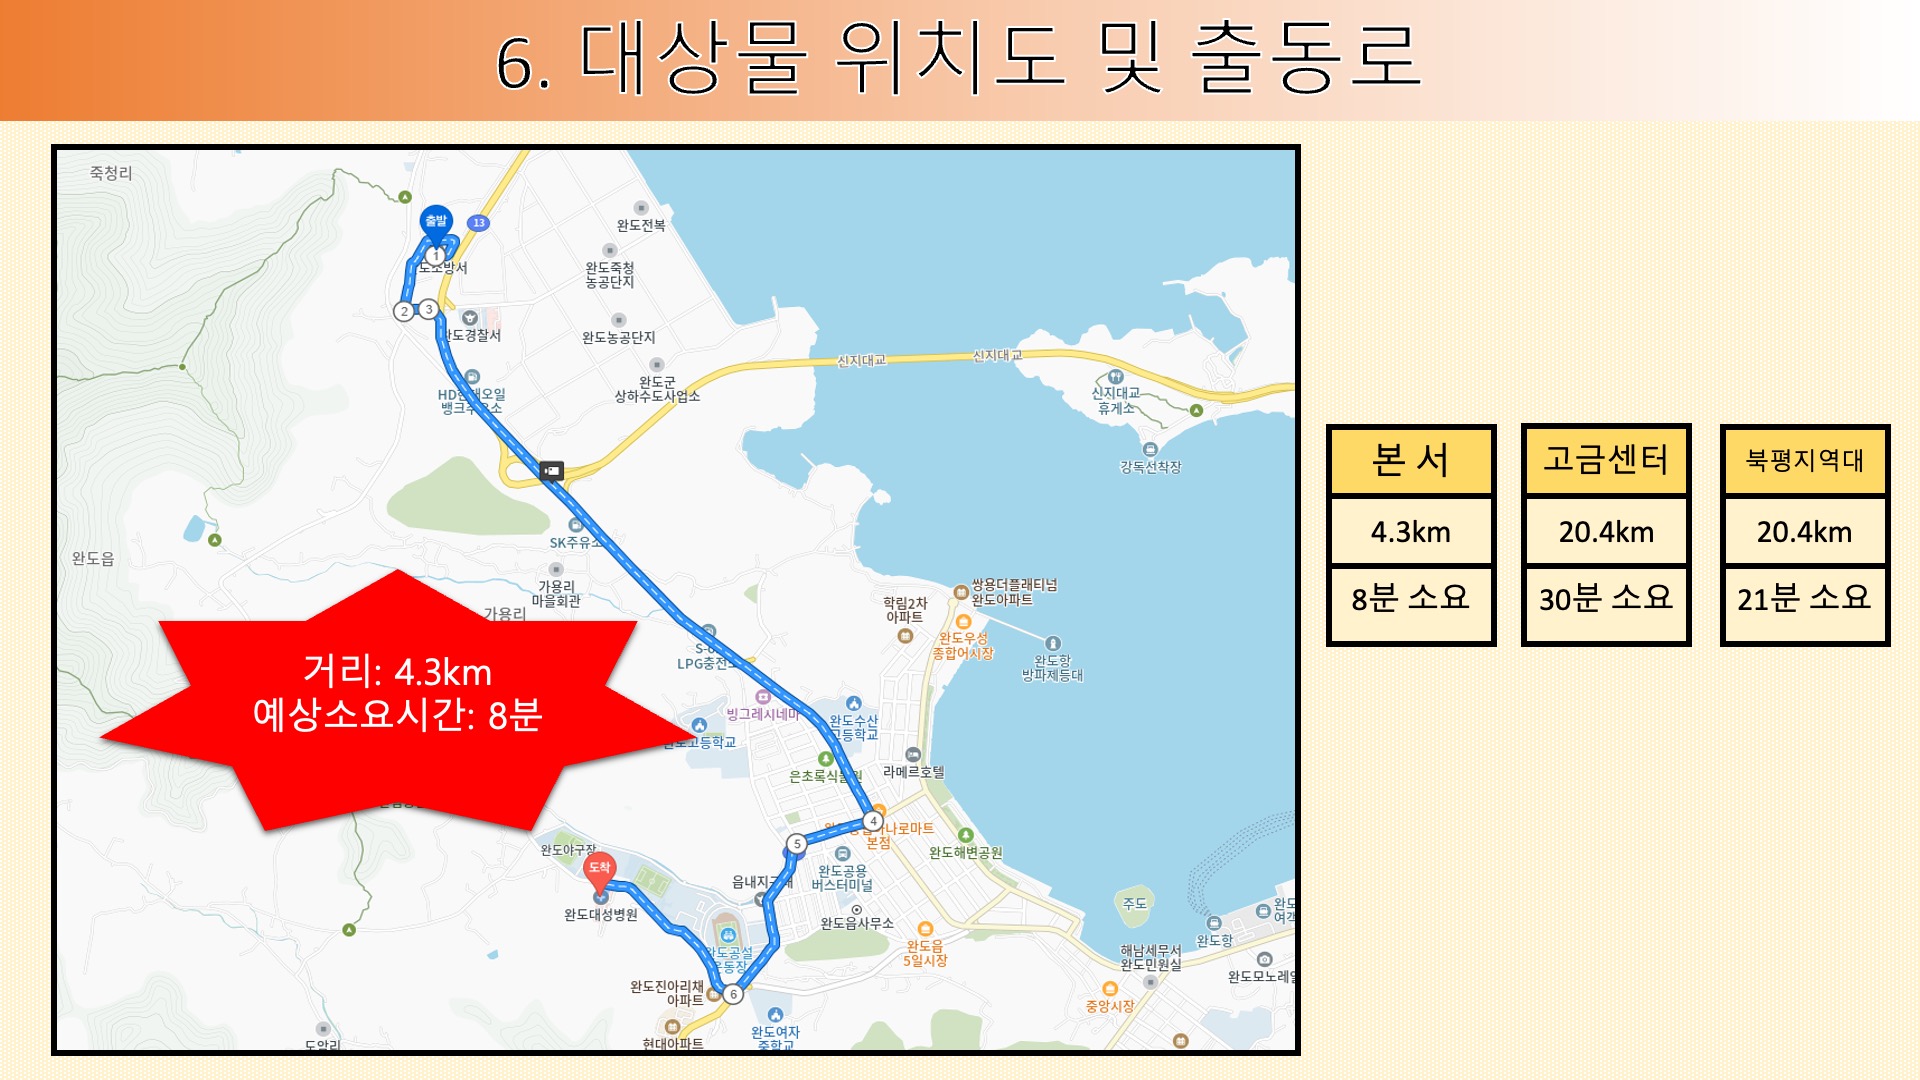 6. 대상물 위치도 및 출동로
죽청리
출발
13
완도전복
1
도소방서
완도죽청
농공단지
2
3
완도경찰서
완도농공단지
신지대교
신지대교
완도군
상하수도사업소
HD현대오일
뱅크주유소
신지대교
휴게소
강독선착장
본 서
4.3km
8분 소요
고금센터
20.4km
30분 소요
북평지역대
20.4km
21분 소요
SK주유소
완도읍
가용리
마을회관
가용리
쌍용더플래티넘
완도아파트
학림2차
아파트
완도우성
종합어시장
완도항
방파제등대
LPG충전소
거리: 4.3km
예상소요시간: 8분
빙그레시네마
완도수산
고등학교
완도고등학교
은초록식물원
라메르호텔
4
하나로마트
본점
5
완도야구장
도착
완도공용
버스터미널
완도해변공원
읍내지구대
완도대성병원
완도읍사무소
주도
완도
여객
완도항
완도공설
운동장
완도읍
5일시장
해남세무서
완도민원실
완도모노레일
완도진아리채
아파트
6
중앙시장
완도여자
중학교
현대아파트
도암리